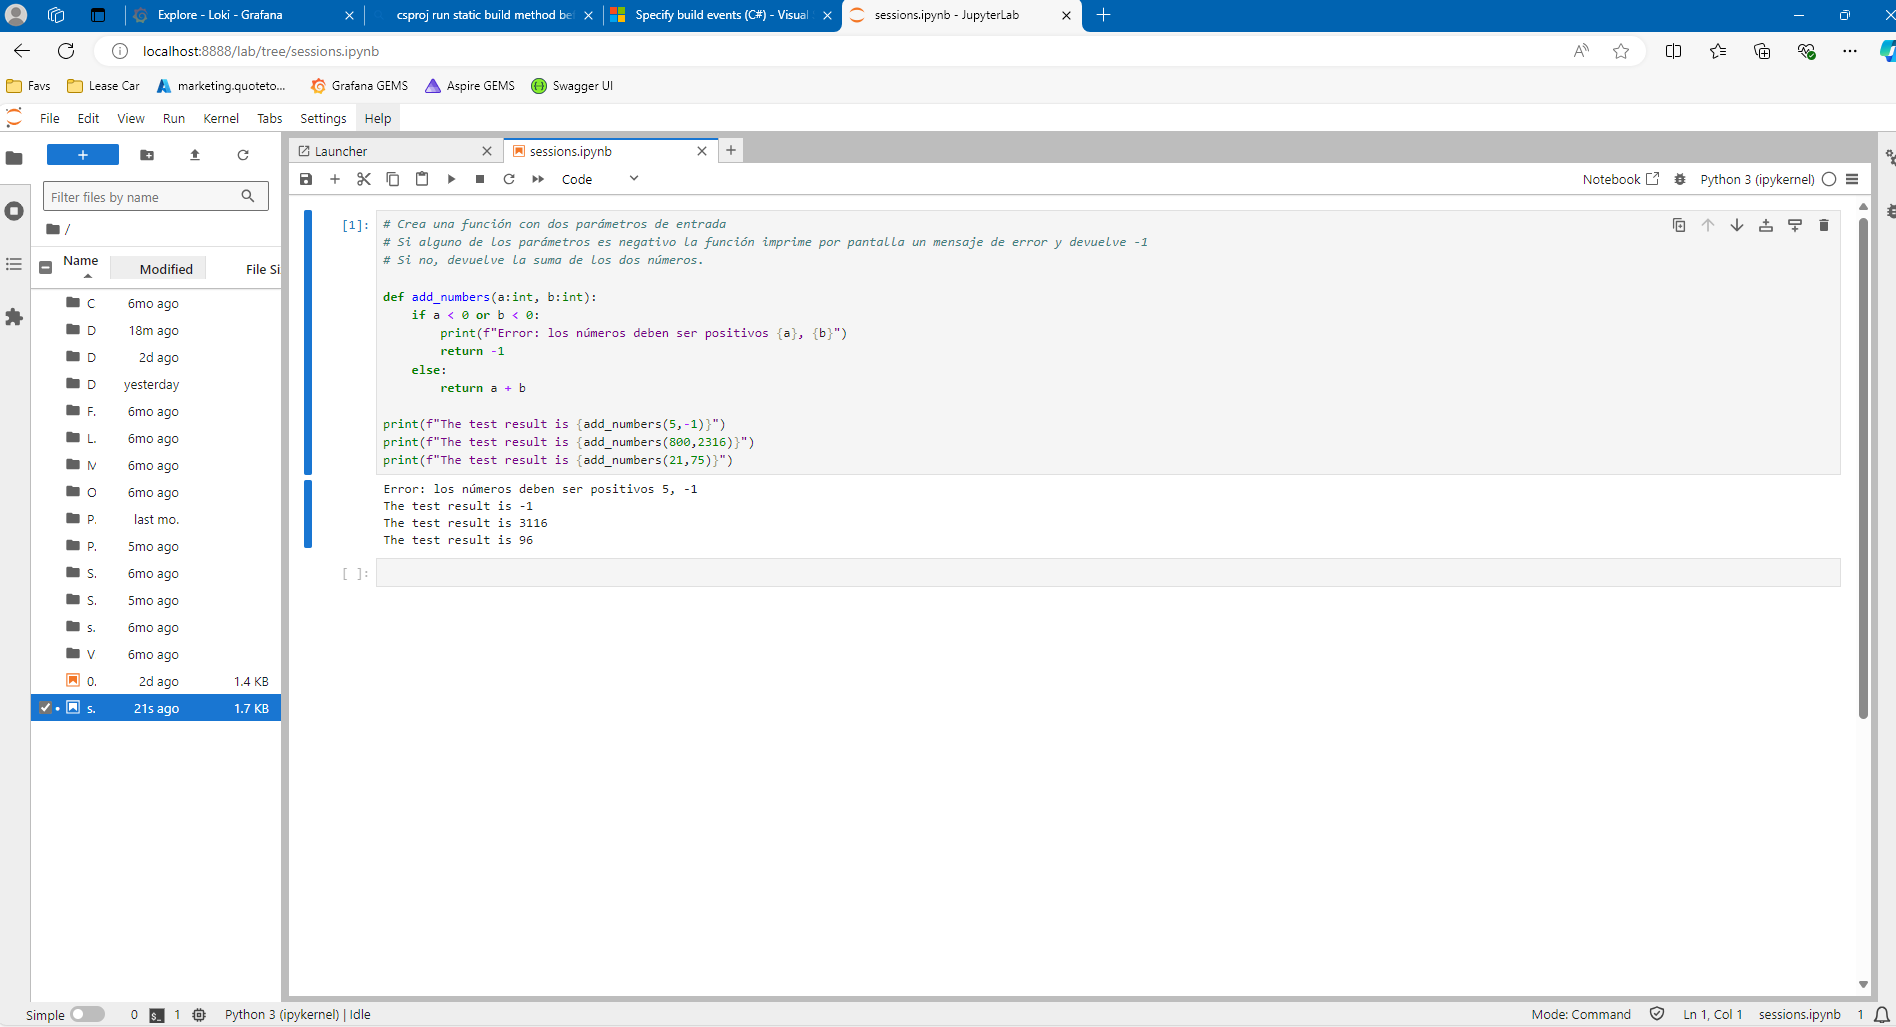 Explore - Loki - Grafana
csproj run static build method be
Specify build events (C#) - Visual
sessions.ipynb - JupyterLab
localhost:8888/lab/tree/sessions.ipynb
Favs
Lease Car
marketing.quoteto...
Grafana GEMS
Aspire GEMS
Swagger UI
File Edit View Run Kernel Tabs Settings Help
Launcher
sessions.ipynb
Code
Notebook
Python 3 (ipykernel)
Filter files by name
/
Name Modified File Si
C 6mo ago
D 18m ago
D 2d ago
D yesterday
F. 6mo ago
L. 6mo ago
M 6mo ago
O 6mo ago
P. last mo.
P. 5mo ago
S. 6mo ago
S. 5mo ago
s. 6mo ago
V 6mo ago
0. 2d ago 1.4 KB
s. 21s ago 1.7 KB
[1]:
# Crea una función con dos parámetros de entrada
# Si alguno de los parámetros es negativo la función imprime por pantalla un mensaje de error y devuelve -1
# Si no, devuelve la suma de los dos números.
def add_numbers(a:int, b:int):
if a < 0 or b < 0:
print(f"Error: los números deben ser positivos {a}, {b}")
return -1
else:
return a + b
print(f"The test result is {add_numbers(5,-1)}")
print(f"The test result is {add_numbers(800,2316)}")
print(f"The test result is {add_numbers(21,75)}")
Error: los números deben ser positivos 5, -1
The test result is -1
The test result is 3116
The test result is 96
[ ]:
Simple 0 1 Python 3 (ipykernel) | Idle
Mode: Command Ln 1, Col 1 sessions.ipynb 1